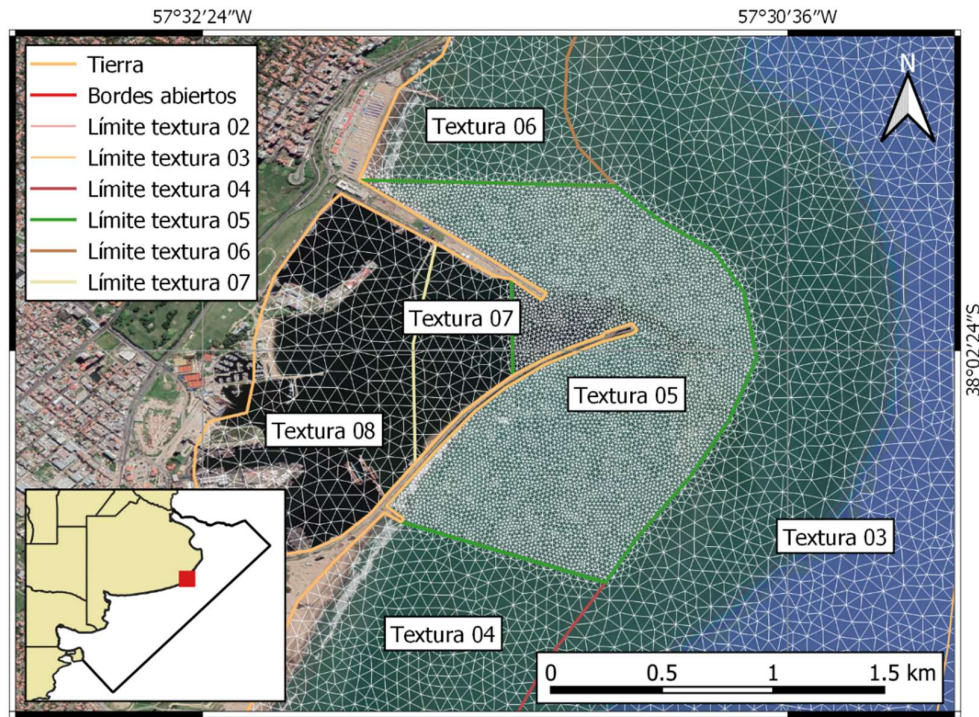 57°32′24″W
57°30′36″W
Tierra
Bordes abiertos
Límite textura 02
Límite textura 03
Límite textura 04
Límite textura 05
Límite textura 06
Límite textura 07
Textura 06
N
Textura 07
38°02′24″S
Textura 05
Textura 08
Textura 03
Textura 04
0 0.5 1 1.5 km